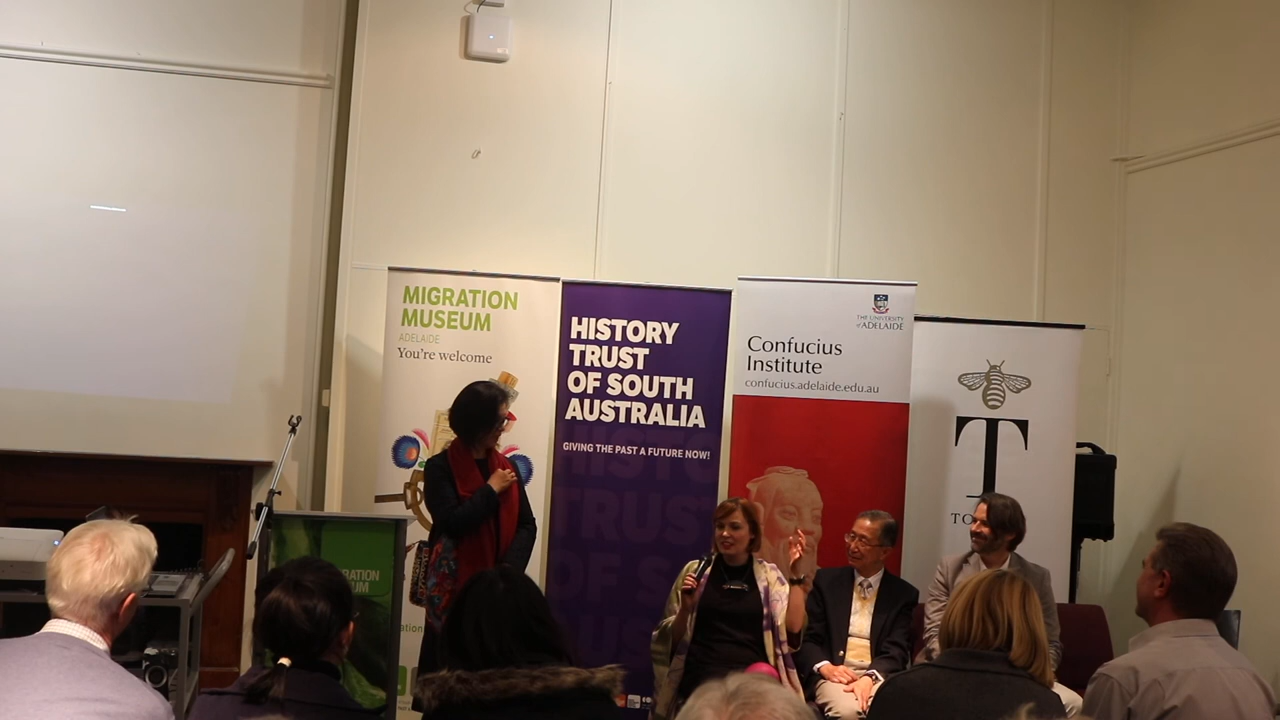 MIGRATION
MUSEUM
ADELAIDE
You're welcome
HISTORY
TRUST
OF SOUTH
AUSTRALIA
GIVING THE PAST A FUTURE NOW!
THE UNIVERSITY
of ADELAIDE
Confucius
Institute
confucius.adelaide.edu.au
T